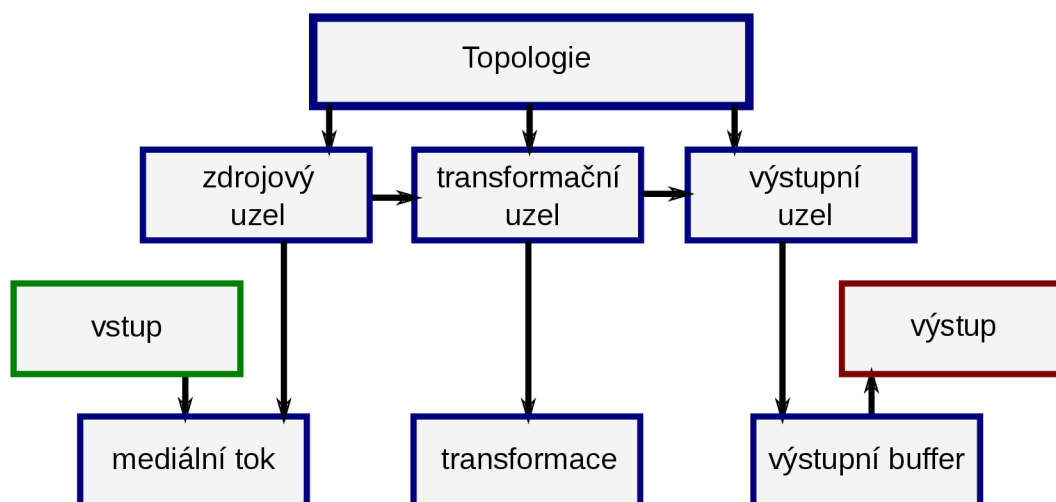 Topologie
zdrojový
uzel
transformační
uzel
výstupní
uzel
vstup
výstup
mediální tok
transformace
výstupní buffer